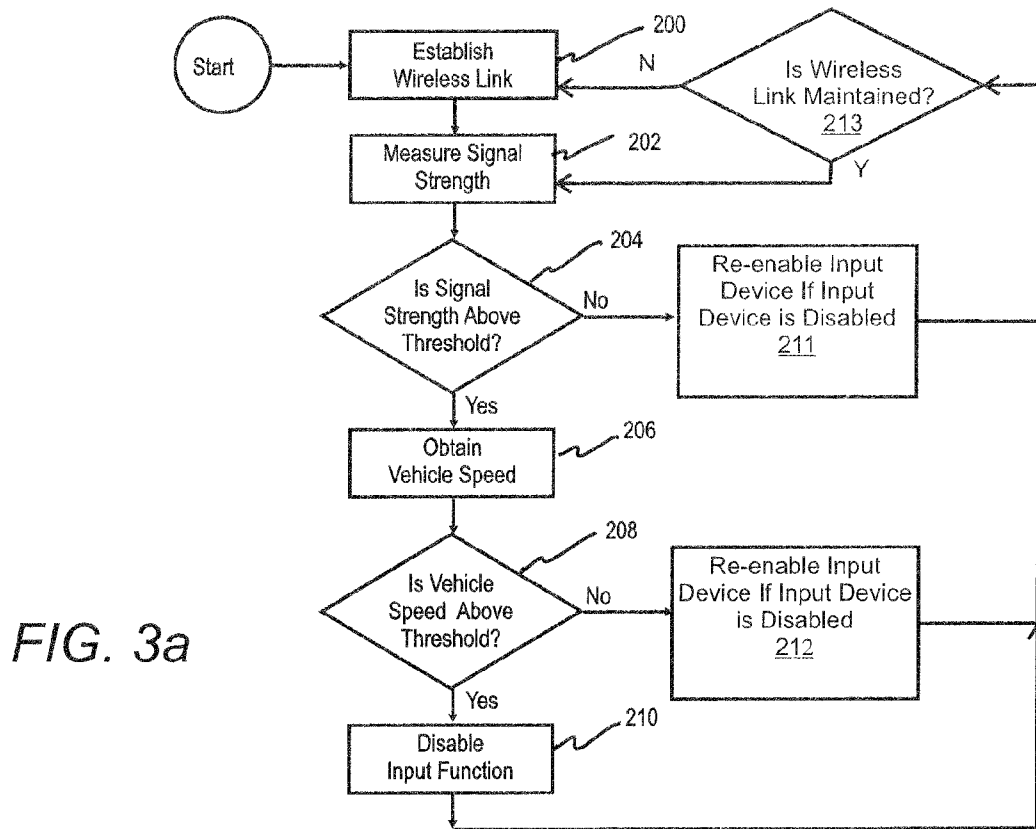 Start
Establish
Wireless Link
200
N
Is Wireless
Link Maintained?
213
Y
Measure Signal
Strength
202
204
Is Signal
Strength Above
Threshold?
No
Yes
Re-enable Input
Device If Input
Device is Disabled
211
Obtain
Vehicle Speed
206
208
Is Vehicle
Speed Above
Threshold?
No
Yes
Re-enable Input
Device If Input Device
is Disabled
212
Disable
Input Function
210
FIG. 3a